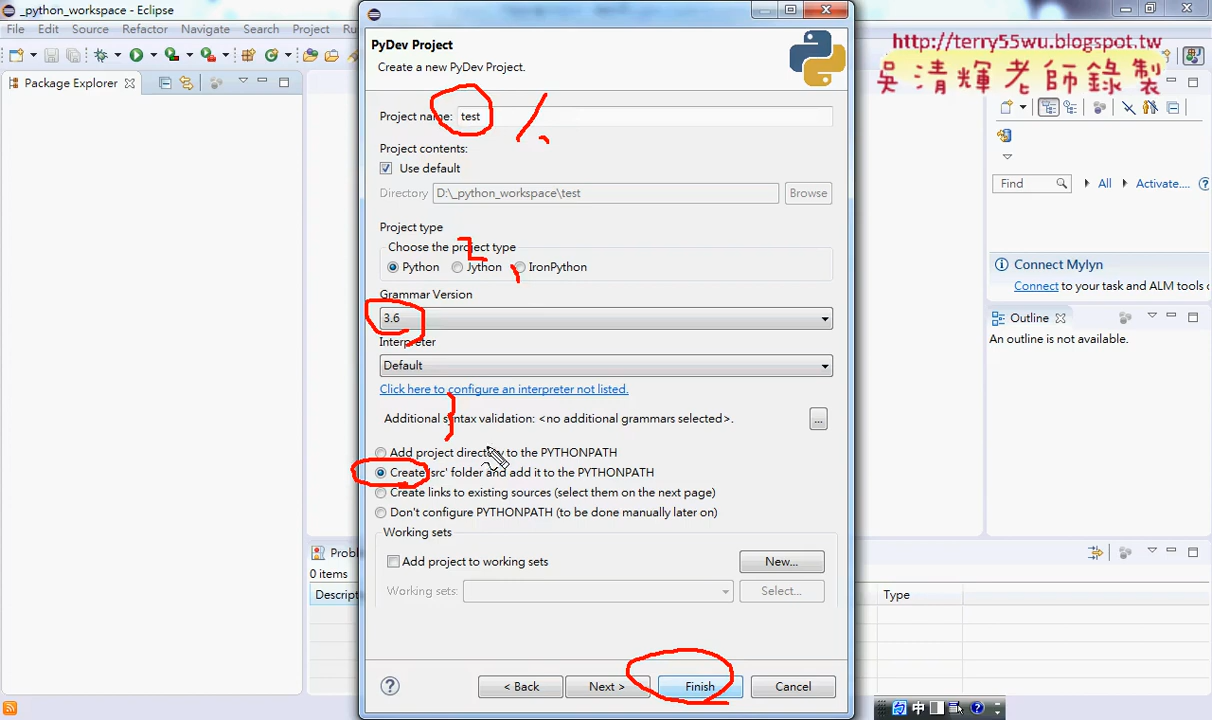 _python_workspace - Eclipse
File Edit Source Refactor Navigate Search Project Ru
Package Explorer
PyDev Project
Create a new PyDev Project.
Project name: test
1.
Project contents:
Use default
Directory D:\_python_workspace\test Browse
Project type
Choose the project type
Python Jython IronPython
2、
Grammar Version
3.6
Interpreter
Default
Click here to configure an interpreter not listed.
Additional syntax validation: <no additional grammars selected>. ...
3
Add project directory to the PYTHONPATH
Create 'src' folder and add it to the PYTHONPATH
Create links to existing sources (select them on the next page)
Don't configure PYTHONPATH (to be done manually later on)
Working sets
Add project to working sets New...
Working sets: Select...
? < Back Next > Finish Cancel
http://terry55wu.blogspot.tw
吳清輝老師錄製
Find All Activate....
Connect Mylyn
Connect to your task and ALM tools o
Outline
An outline is not available.
Probl
0 items
Descript Type
中